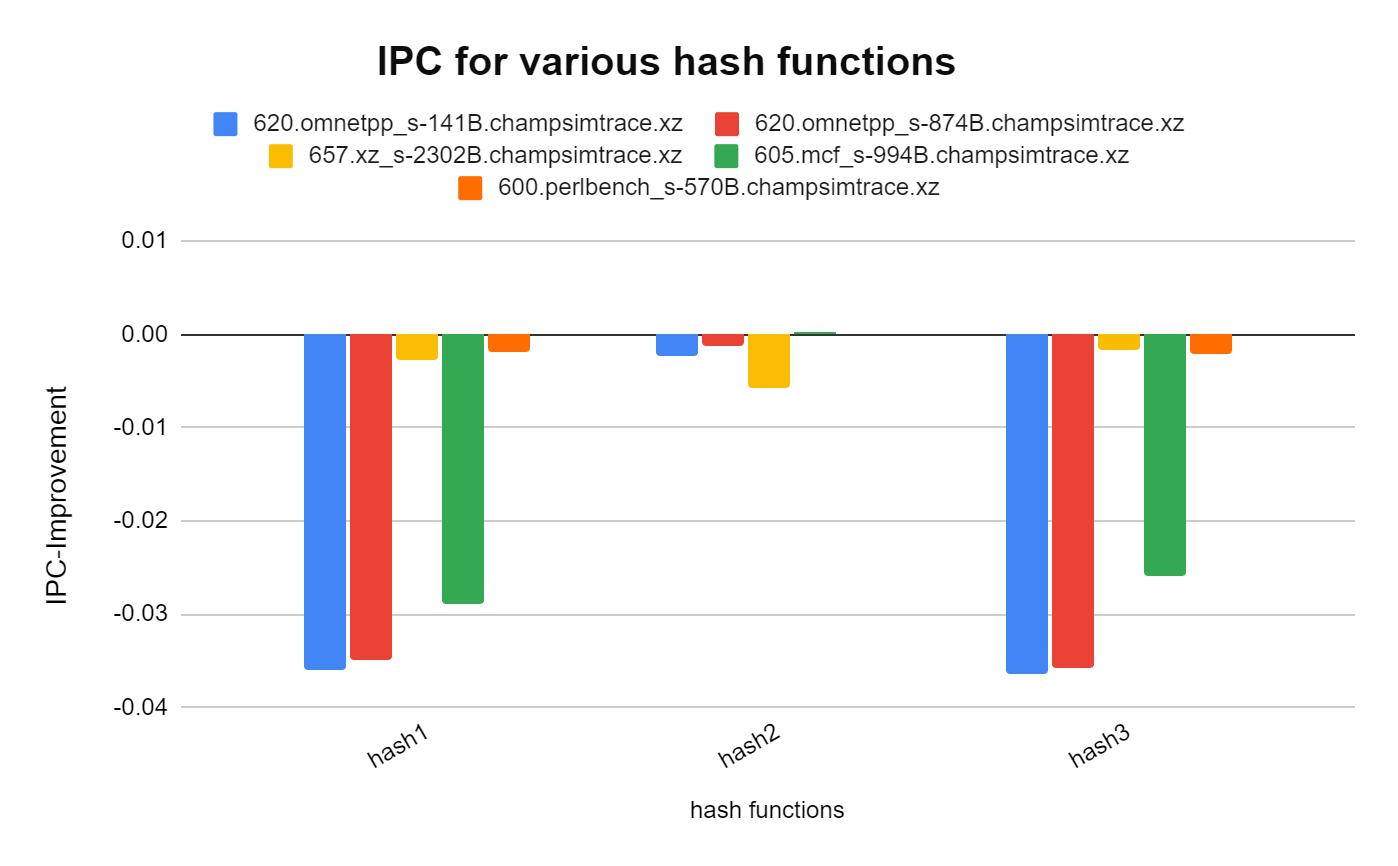 IPC for various hash functions
620.omnetpp_s-141B.champsimtrace.xz 620.omnetpp_s-874B.champsimtrace.xz
657.xz_s-2302B.champsimtrace.xz 605.mcf_s-994B.champsimtrace.xz
600.perlbench_s-570B.champsimtrace.xz
0.01
0.00
-0.01
-0.02
-0.03
-0.04
IPC-Improvement
hash1 hash2 hash3
hash functions